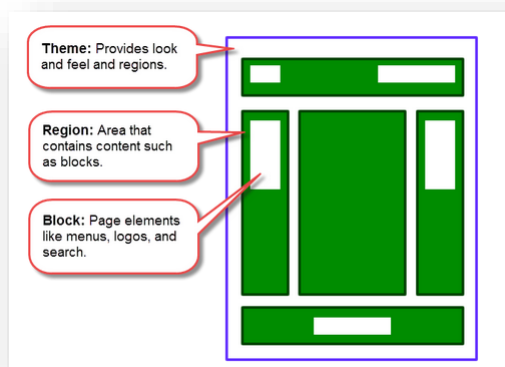 Theme: Provides look
and feel and regions.
Region: Area that
contains content such
as blocks.
Block: Page elements
like menus, logos, and
search.